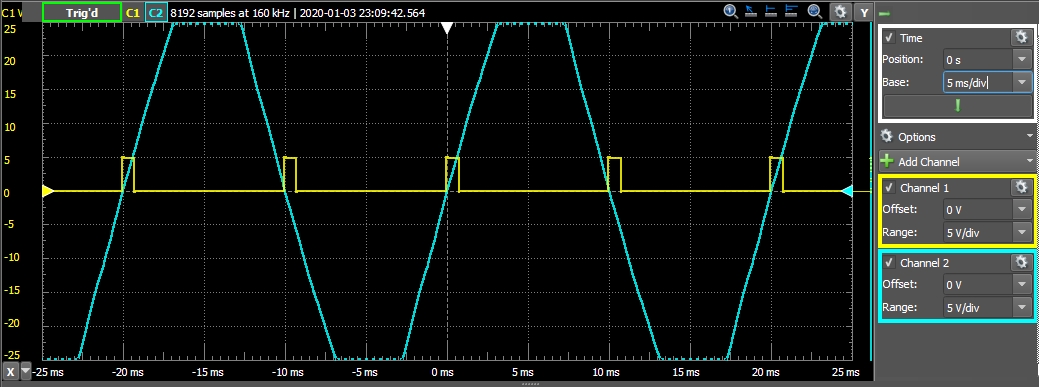 C1 V Trig'd C1 C2 8192 samples at 160 kHz | 2020-01-03 23:09:42.564 Y
25
20
15
10
5
0
-5
-10
-15
-20
-25
X -25 ms -20 ms -15 ms -10 ms -5 ms 0 ms 5 ms 10 ms 15 ms 20 ms 25 ms
Time
Position: 0 s
Base: 5 ms/div
Options
Add Channel
Channel 1
Offset: 0 V
Range: 5 V/div
Channel 2
Offset: 0 V
Range: 5 V/div